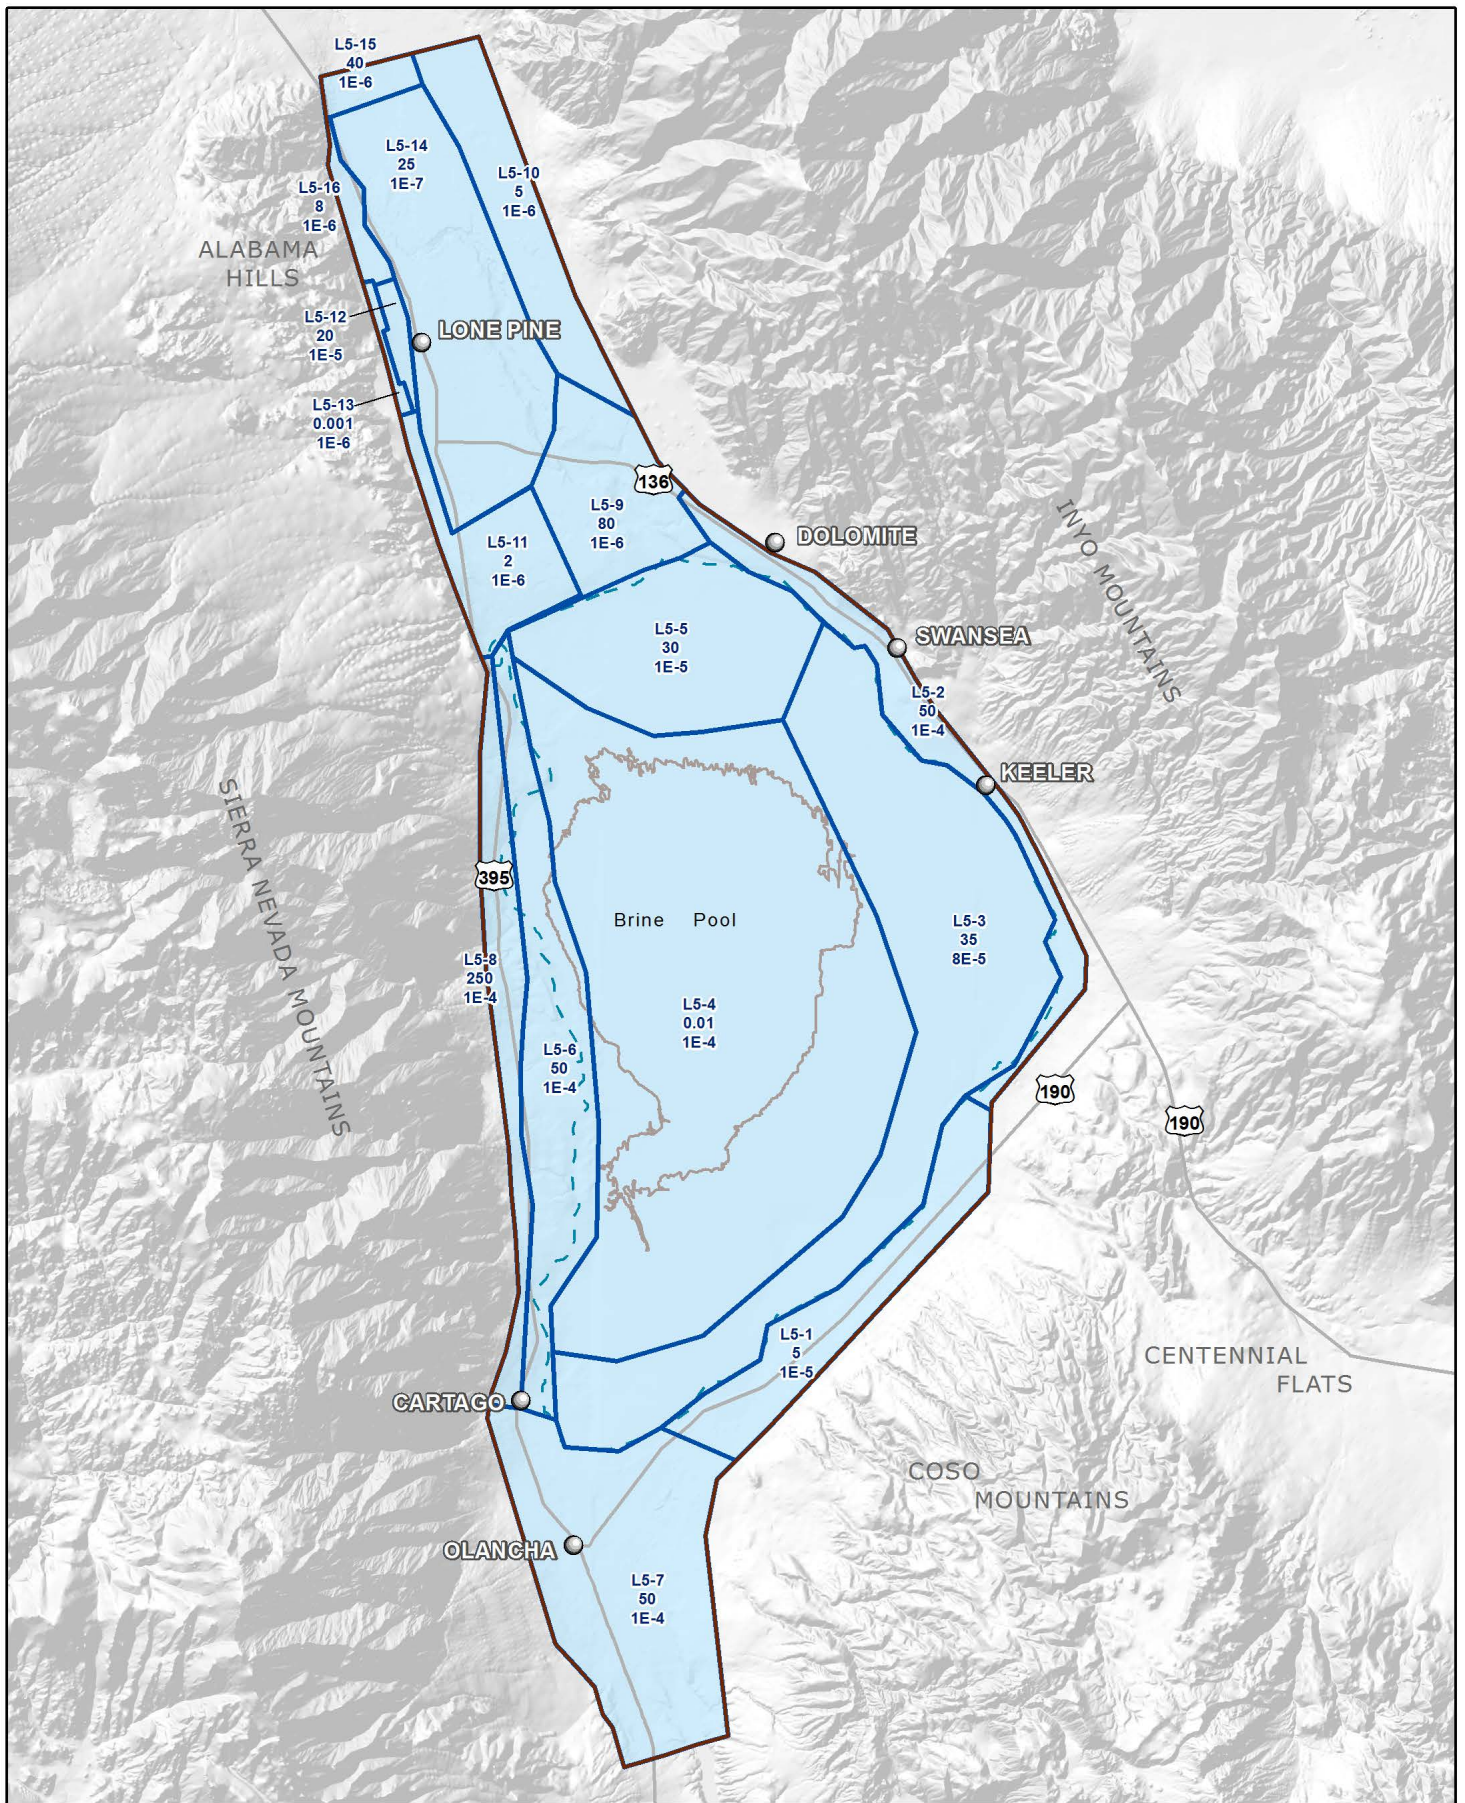 L5-15
40
1E-6
L5-14
25
1E-7
L5-10
5
1E-6
L5-16
8
1E-6
ALABAMA
HILLS
L5-12
20
1E-5
LONE PINE
L5-13
0.001
1E-6
136
L5-9
80
1E-6
DOLOMITE
INYO MOUNTAINS
L5-11
2
1E-6
L5-5
30
1E-5
SWANSEA
L5-2
50
1E-4
KEELER
SIERRA NEVADA MOUNTAINS
395
Brine Pool
L5-3
35
8E-5
L5-8
250
1E-4
L5-4
0.01
1E-4
L5-6
50
1E-4
190
190
L5-1
5
1E-5
CENTENNIAL
FLATS
CARTAGO
COSO
MOUNTAINS
OLANCHA
L5-7
50
1E-4